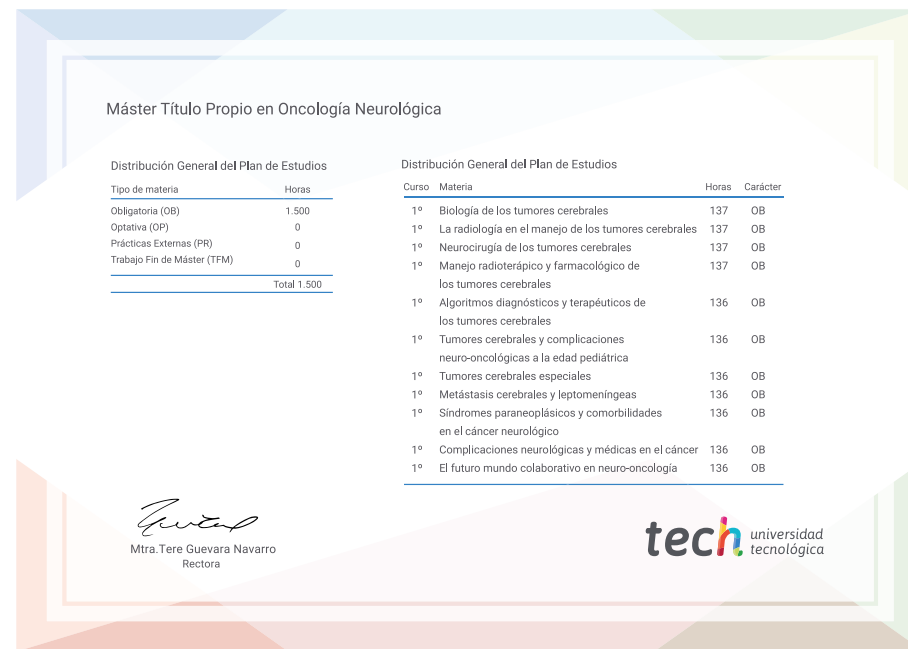 Máster Título Propio en Oncología Neurológica
Distribución General del Plan de Estudios
Tipo de materia Horas
Obligatoria (OB) 1.500
Optativa (OP) 0
Prácticas Externas (PR) 0
Trabajo Fin de Máster (TFM) 0
Total 1.500
Distribución General del Plan de Estudios
Curso Materia Horas Carácter
1º Biología de los tumores cerebrales 137 OB
1º La radiología en el manejo de los tumores cerebrales 137 OB
1º Neurocirugía de los tumores cerebrales 137 OB
1º Manejo radioterápico y farmacológico de 137 OB
los tumores cerebrales
1º Algoritmos diagnósticos y terapéuticos de 136 OB
los tumores cerebrales
1º Tumores cerebrales y complicaciones 136 OB
neuro-oncológicas a la edad pediátrica
1º Tumores cerebrales especiales 136 OB
1º Metástasis cerebrales y leptomeníngeas 136 OB
1º Síndromes paraneoplásicos y comorbilidades 136 OB
en el cáncer neurológico
1º Complicaciones neurológicas y médicas en el cáncer 136 OB
1º El futuro mundo colaborativo en neuro-oncología 136 OB
Mtra.Tere Guevara Navarro
Rectora
tech universidad
tecnológica